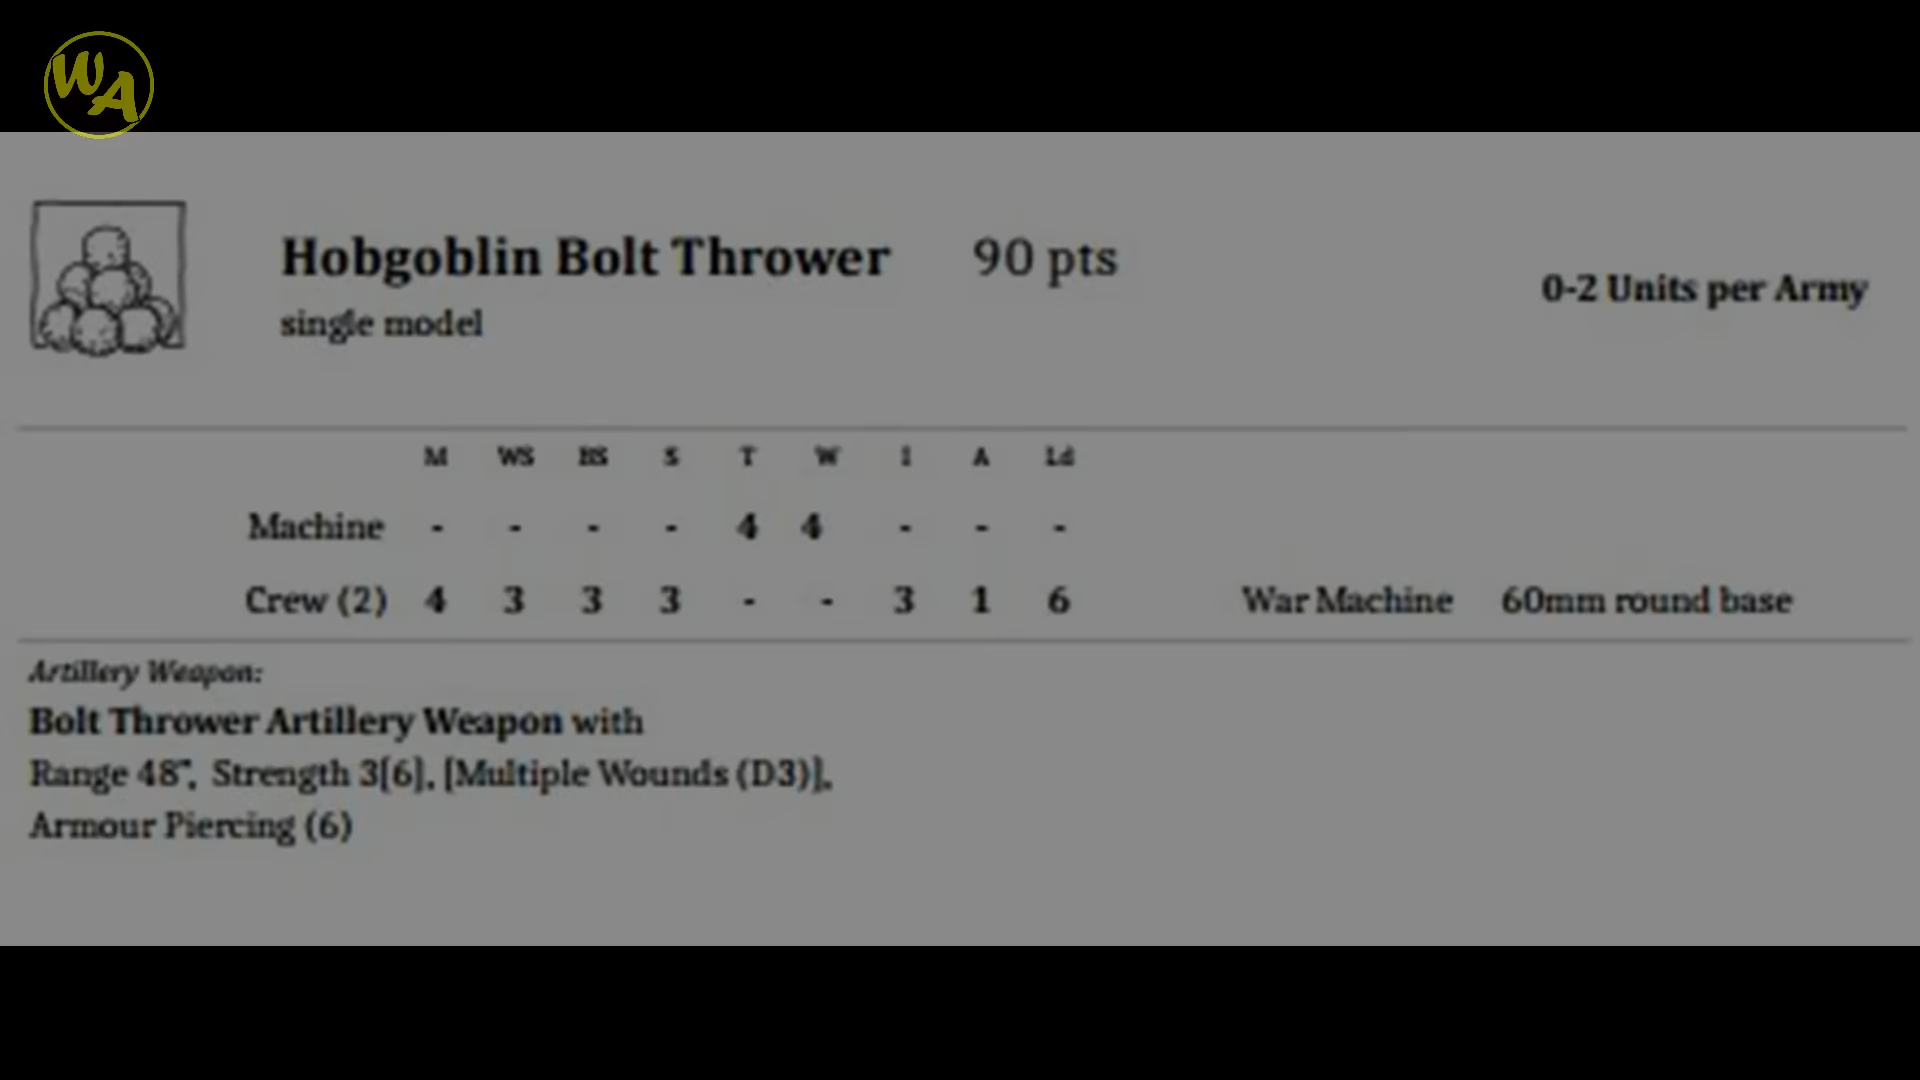 WA
Hobgoblin Bolt Thrower 90 pts
single model
0-2 Units per Army
M WS BS S T W I A Ld
Machine - - - - 4 4 - - -
Crew (2) 4 3 3 3 - - 3 1 6 War Machine 60mm round base
Artillery Weapon:
Bolt Thrower Artillery Weapon with
Range 48", Strength 3[6], [Multiple Wounds (D3)],
Armour Piercing (6)